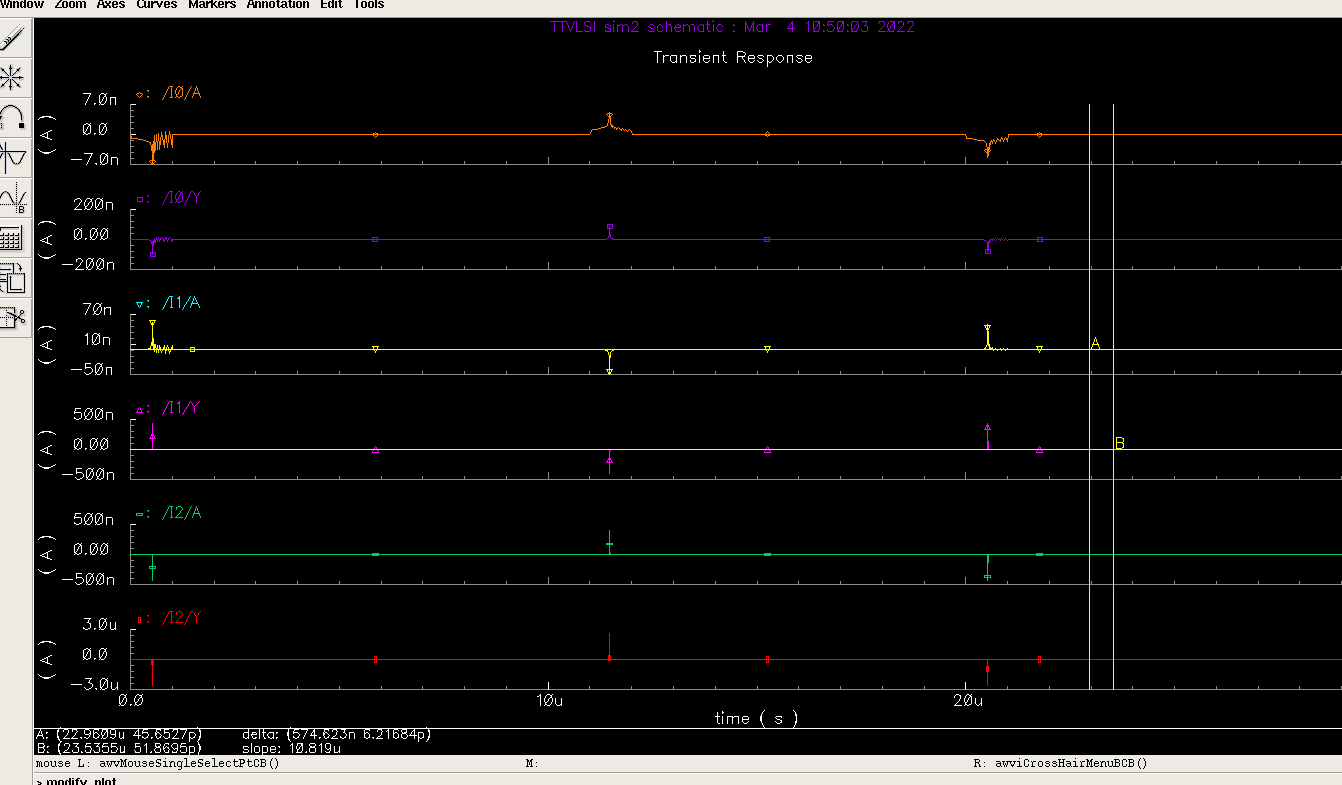 Window Zoom Axes Curves Markers Annotation Edit Tools
TTVLSI sim2 schematic : Mar 4 10:50:03 2022
Transient Response
◇: /I0/A
7.0n
0.0
−7.0n
( A )
□: /I0/Y
200n
0.00
−200n
( A )
▽: /I1/A
70n
10n
−50n
( A )
A
△: /I1/Y
500n
0.00
−500n
( A )
B
: /I2/A
500n
0.00
−500n
( A )
: /I2/Y
3.0u
0.0
−3.0u
( A )
0.0 10u 20u
time ( s )
A: (22.9609u 45.6527p) delta: (574.623n 6.21684p)
B: (23.5355u 51.8695p) slope: 10.819u
mouse L: awvMouseSingleSelectPtCB() M: R: awviCrossHairMenuBCB()
> modify plot
B